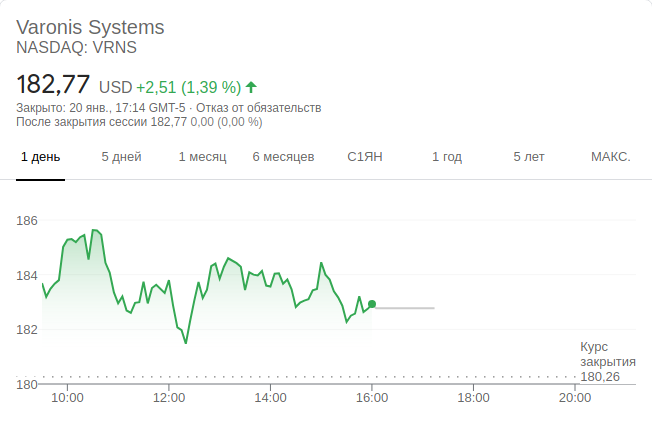 Varonis Systems
NASDAQ: VRNS
182,77 USD +2,51 (1,39 %)
Закрыто: 20 янв., 17:14 GMT-5 · Отказ от обязательств
После закрытия сессии 182,77 0,00 (0,00 %)
1 день 5 дней 1 месяц 6 месяцев С1ЯН 1 год 5 лет МАКС.
186
184
182
180
Курс
закрытия
180,26
10:00 12:00 14:00 16:00 18:00 20:00